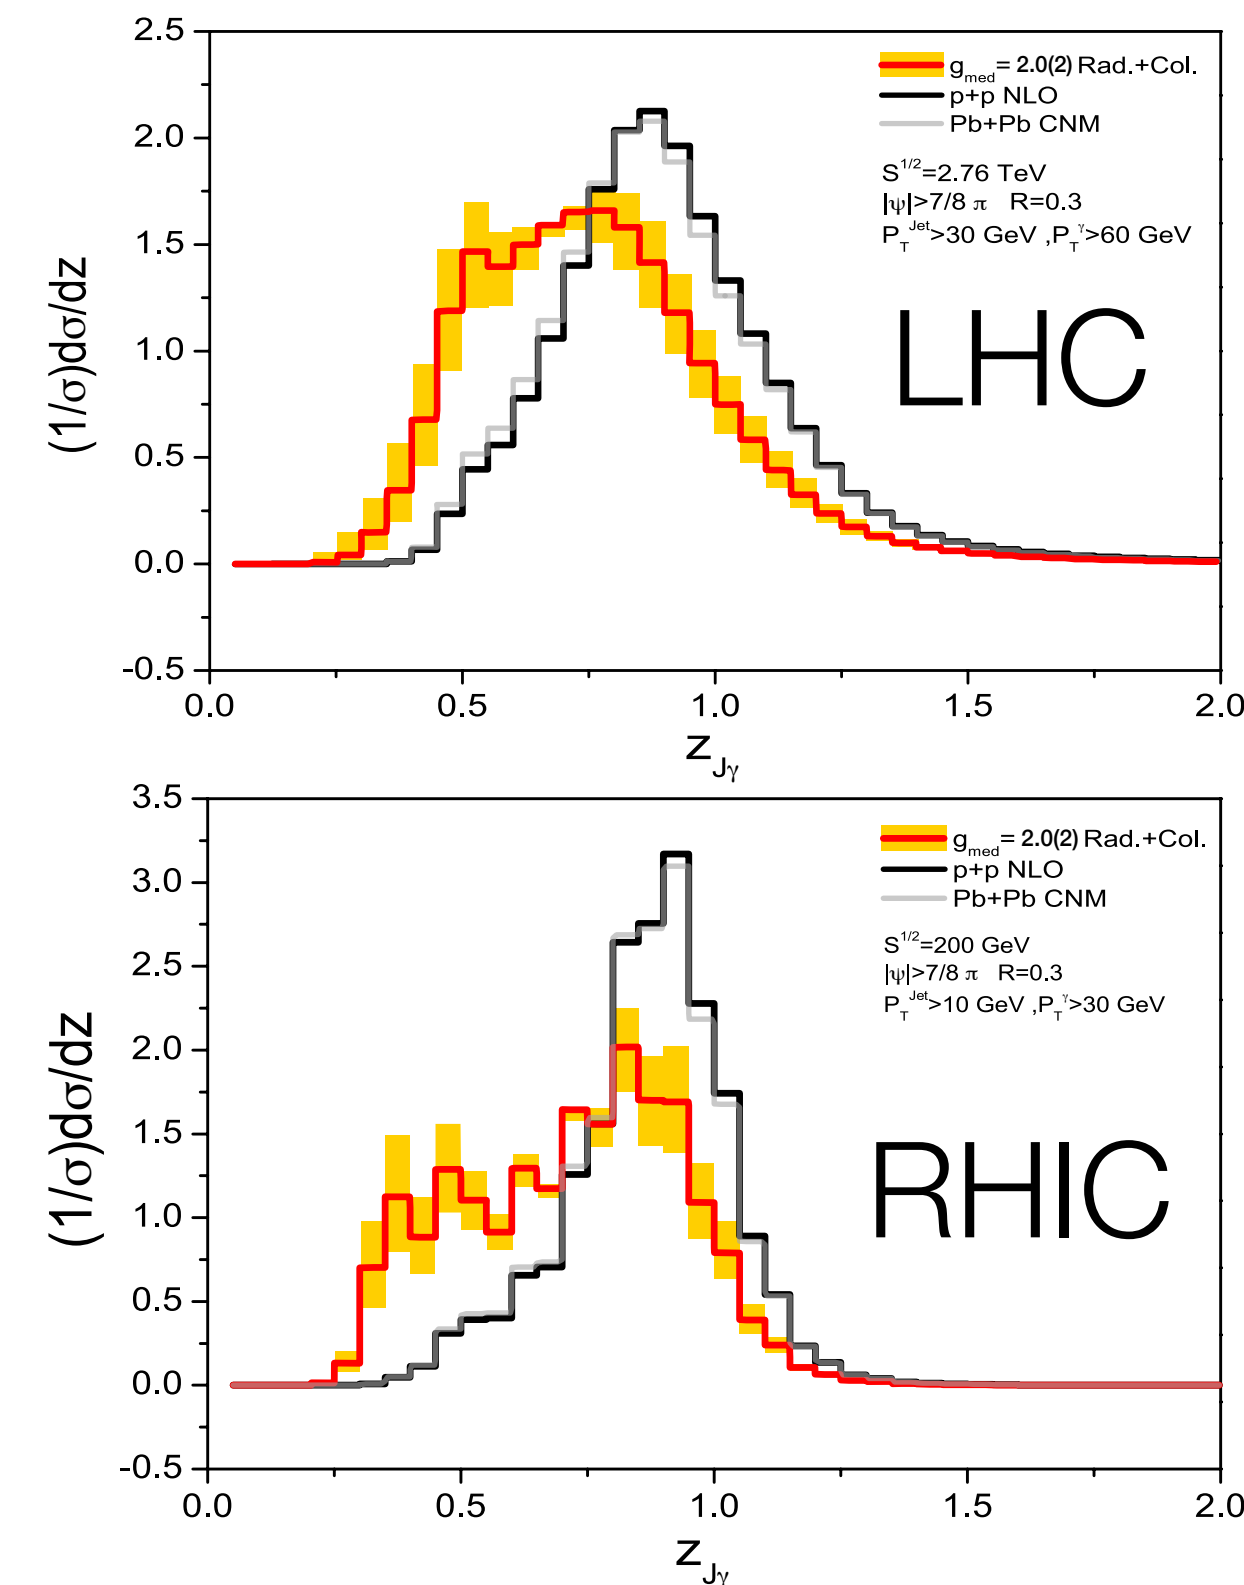 2.5
2.0
1.5
1.0
0.5
0.0
-0.5
(1/σ)dσ/dz
g_med= 2.0(2) Rad.+Col.
p+p NLO
Pb+Pb CNM
S^1/2=2.76 TeV
|ψ|>7/8 π R=0.3
P_T^Jet>30 GeV ,P_T^γ>60 GeV
LHC
0.0 0.5 1.0 1.5 2.0
z_Jγ
3.5
3.0
2.5
2.0
1.5
1.0
0.5
0.0
-0.5
(1/σ)dσ/dz
g_med= 2.0(2) Rad.+Col.
p+p NLO
Pb+Pb CNM
S^1/2=200 GeV
|ψ|>7/8 π R=0.3
P_T^Jet>10 GeV ,P_T^γ>30 GeV
RHIC
0.0 0.5 1.0 1.5 2.0
z_Jγ